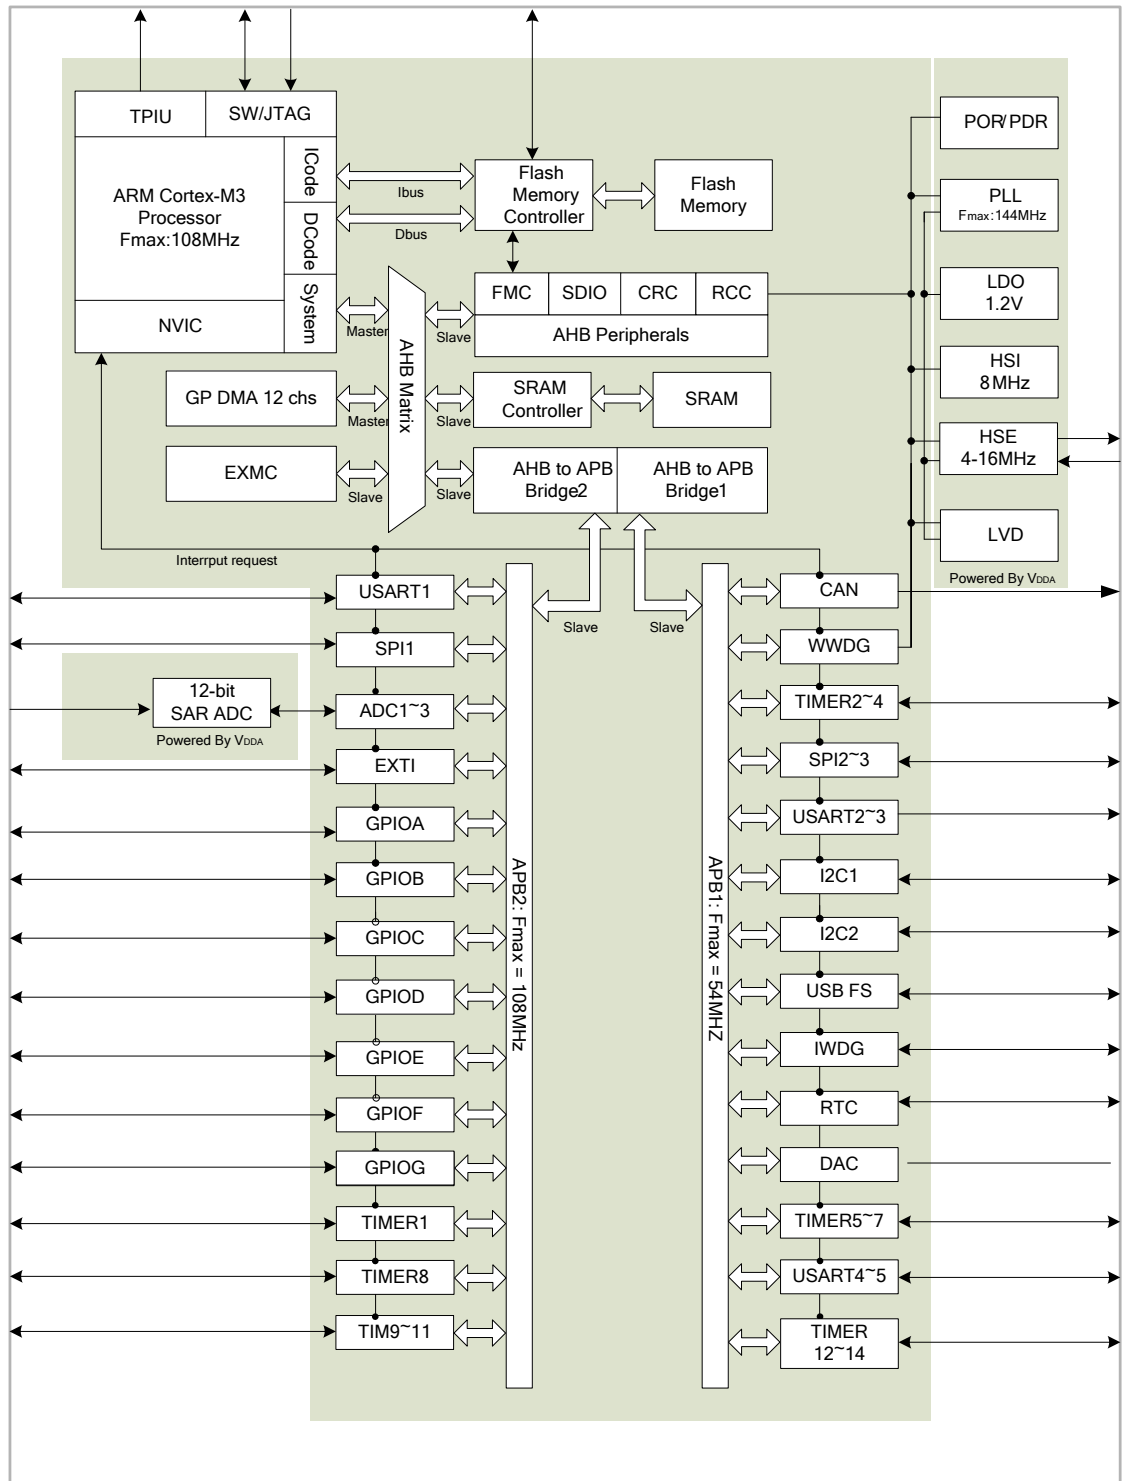 TPIU
SW/JTAG
POR/PDR
ICode
DCode
System
ARM Cortex-M3
Processor
Fmax:108MHz
NVIC
Ibus
Dbus
Flash
Memory
Controller
Flash
Memory
PLL
Fmax:144MHz
FMC
SDIO
CRC
RCC
AHB Peripherals
LDO
1.2V
Master
AHB Matrix
Slave
HSI
8MHz
GP DMA 12 chs
Master
Slave
SRAM
Controller
SRAM
HSE
4-16MHz
EXMC
Slave
Slave
AHB to APB
Bridge2
AHB to APB
Bridge1
LVD
Powered By VDDA
Interrput request
Slave
Slave
USART1
SPI1
12-bit
SAR ADC
Powered By VDDA
ADC1~3
EXTI
GPIOA
GPIOB
GPIOC
GPIOD
GPIOE
GPIOF
GPIOG
TIMER1
TIMER8
TIM9~11
APB2: Fmax = 108MHz
APB1: Fmax = 54MHZ
CAN
WWDG
TIMER2~4
SPI2~3
USART2~3
I2C1
I2C2
USB FS
IWDG
RTC
DAC
TIMER5~7
USART4~5
TIMER
12~14